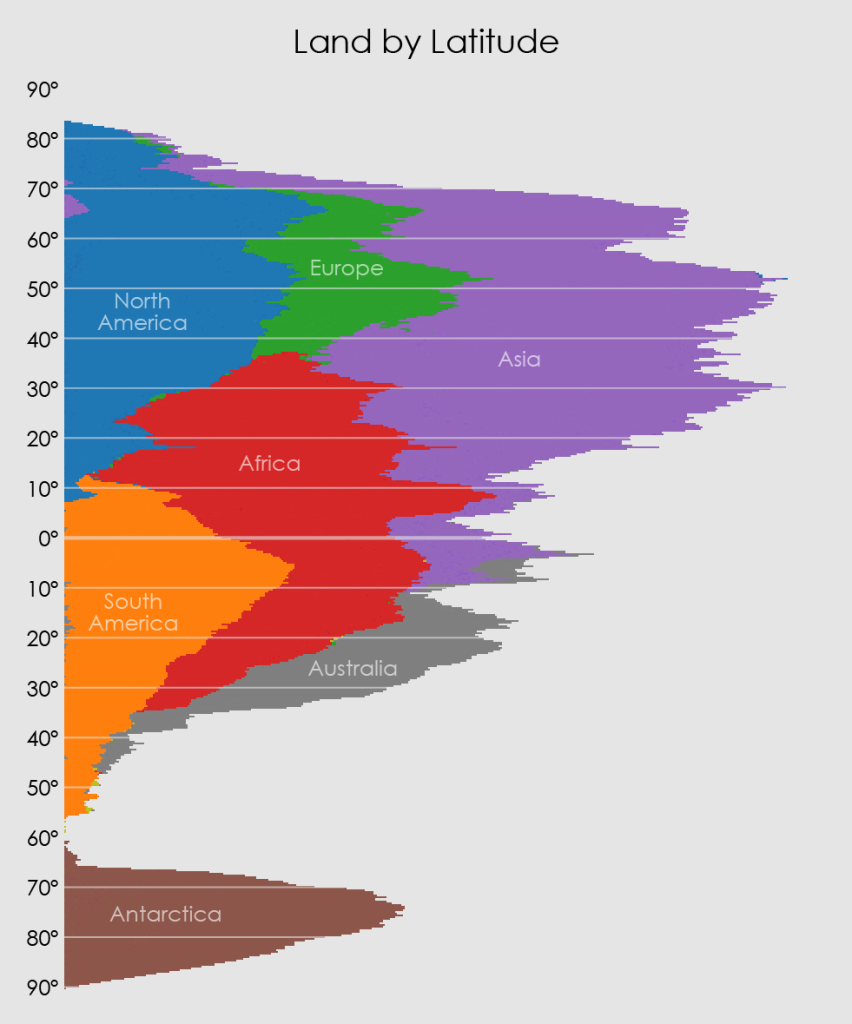 Land by Latitude
90°
80°
70°
60°
Europe
50°
North
America
40°
Asia
30°
20°
Africa
10°
0°
10°
South
America
20°
Australia
30°
40°
50°
60°
70°
Antarctica
80°
90°